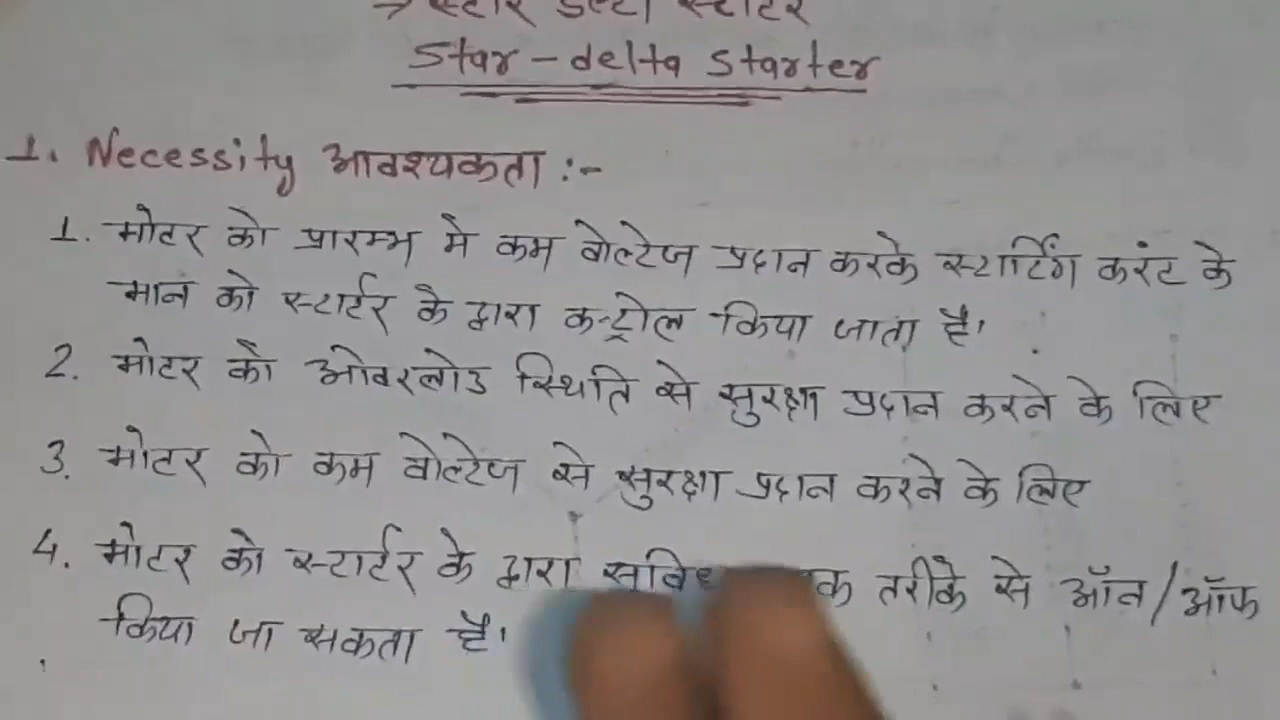 → स्टार डेल्टा स्टार्टर
Star-delta Starter
1. Necessity आवश्यकता :-
1. मोटर को प्रारम्भ मे कम वोल्टेज प्रदान करके स्टार्टिंग करंट के
मान को स्टार्टर के द्वारा कन्ट्रोल किया जाता है।
2. मोटर को ओवरलोड स्थिति से सुरक्षा प्रदान करने के लिए
3. मोटर को कम वोल्टेज से सुरक्षा प्रदान करने के लिए
4. मोटर को स्टार्टर के द्वारा तरीके से ऑन/ऑफ
किया जा सकता है।